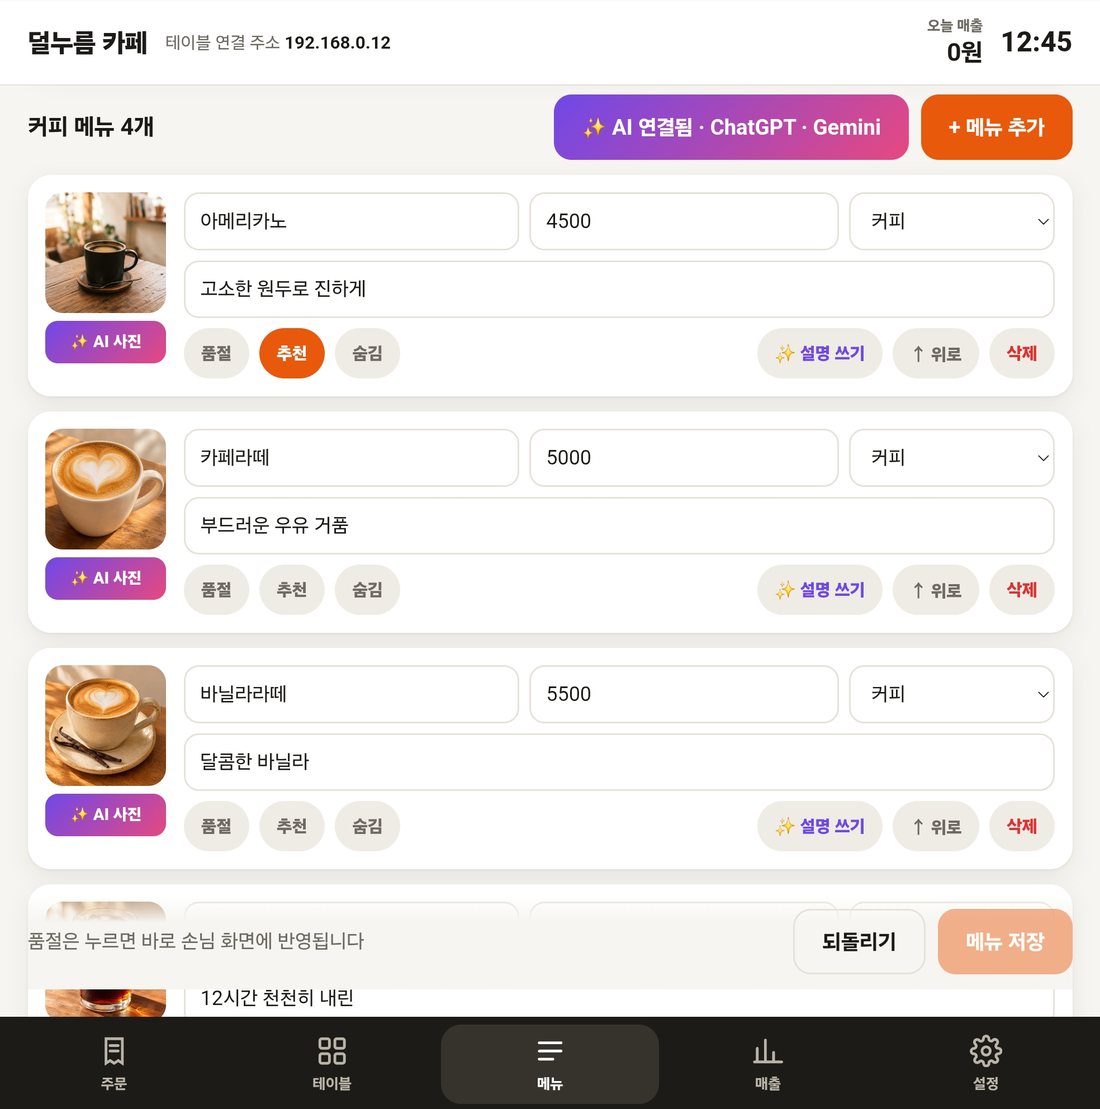 덜누름 카페 테이블 연결 주소 192.168.0.12
오늘 매출
0원
12:45
커피 메뉴 4개
✨ AI 연결됨 · ChatGPT · Gemini
+ 메뉴 추가
아메리카노
4500
커피
고소한 원두로 진하게
✨ AI 사진
품절
추천
숨김
✨ 설명 쓰기
↑ 위로
삭제
카페라떼
5000
커피
부드러운 우유 거품
✨ AI 사진
품절
추천
숨김
✨ 설명 쓰기
↑ 위로
삭제
바닐라라떼
5500
커피
달콤한 바닐라
✨ AI 사진
품절
추천
숨김
✨ 설명 쓰기
↑ 위로
삭제
품절은 누르면 바로 손님 화면에 반영됩니다
되돌리기
메뉴 저장
12시간 천천히 내린
주문
테이블
메뉴
매출
설정